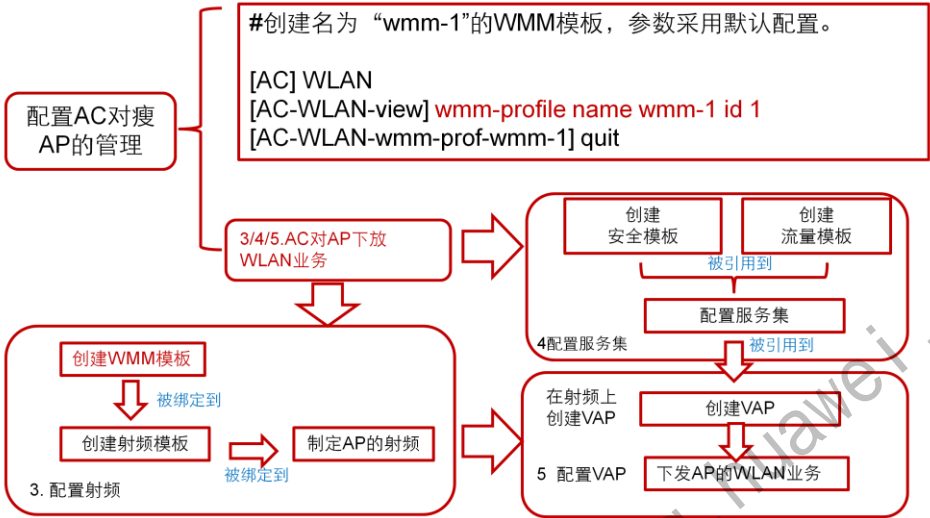 #创建名为“wmm-1”的WMM模板，参数采用默认配置。
[AC] WLAN
[AC-WLAN-view] wmm-profile name wmm-1 id 1
[AC-WLAN-wmm-prof-wmm-1] quit
配置AC对瘦
AP的管理
3/4/5.AC对AP下放
WLAN业务
创建
安全模板
创建
流量模板
被引用到
配置服务集
4配置服务集
被引用到
创建WMM模板
被绑定到
创建射频模板
被绑定到
制定AP的射频
3. 配置射频
在射频上
创建VAP
创建VAP
5 配置VAP
下发AP的WLAN业务
huawei